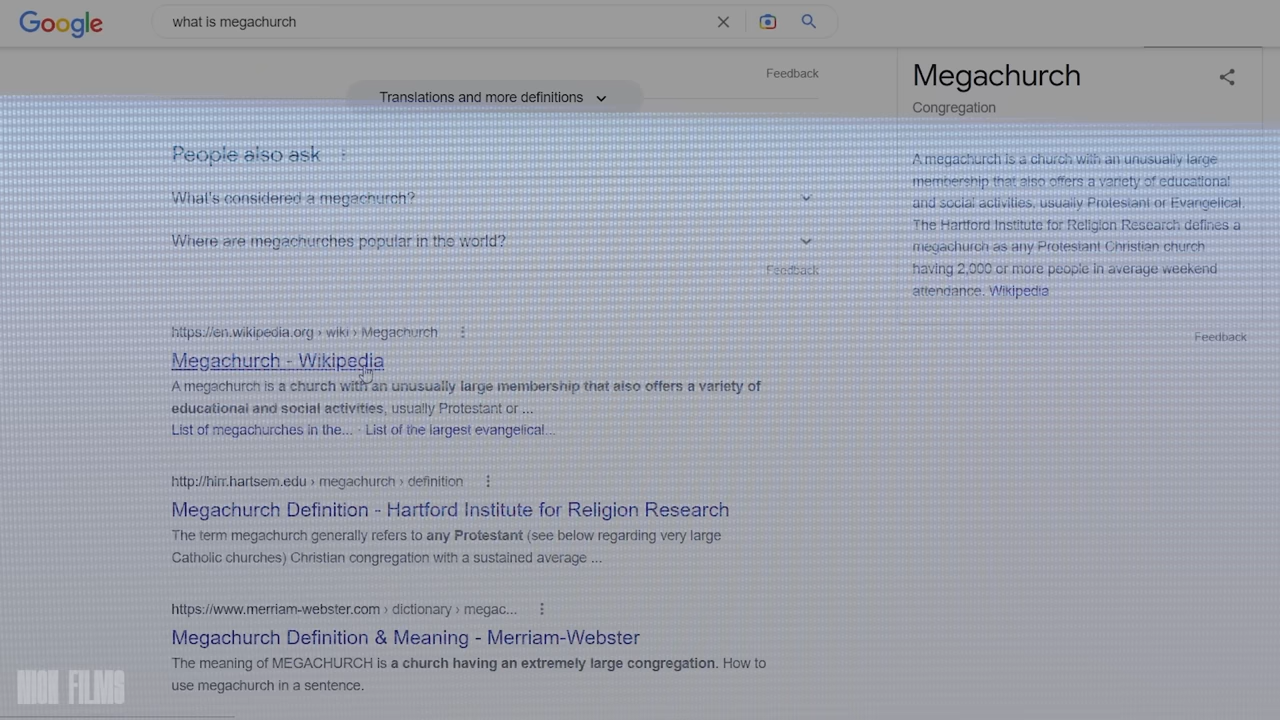 Google
what is megachurch
Feedback
Translations and more definitions
People also ask
What's considered a megachurch?
Where are megachurches popular in the world?
Feedback
https://en.wikipedia.org › wiki › Megachurch
Megachurch - Wikipedia
A megachurch is a church with an unusually large membership that also offers a variety of
educational and social activities, usually Protestant or ...
List of megachurches in the... · List of the largest evangelical...
http://hirr.hartsem.edu › megachurch › definition
Megachurch Definition - Hartford Institute for Religion Research
The term megachurch generally refers to any Protestant (see below regarding very large
Catholic churches) Christian congregation with a sustained average ...
https://www.merriam-webster.com › dictionary › megac...
Megachurch Definition & Meaning - Merriam-Webster
The meaning of MEGACHURCH is a church having an extremely large congregation. How to
use megachurch in a sentence.
Megachurch
Congregation
A megachurch is a church with an unusually large
membership that also offers a variety of educational
and social activities, usually Protestant or Evangelical.
The Hartford Institute for Religion Research defines a
megachurch as any Protestant Christian church
having 2,000 or more people in average weekend
attendance. Wikipedia
Feedback
NICK FILMS